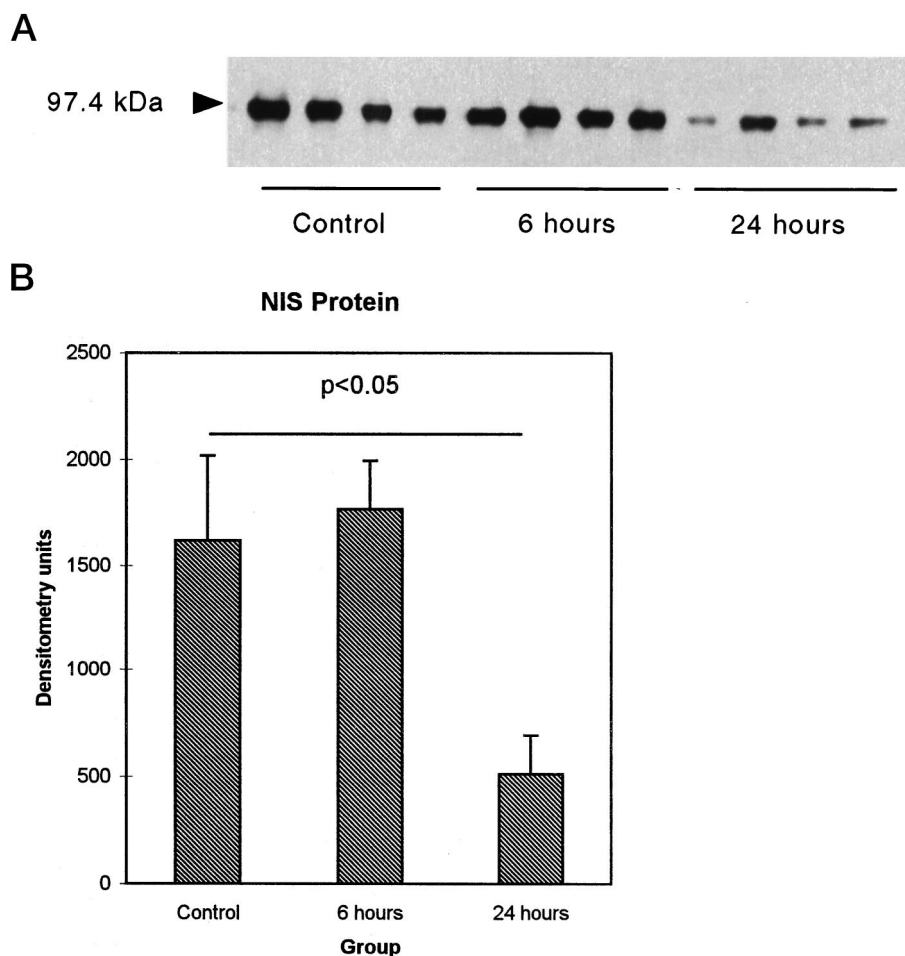 A
97.4 kDa
Control 6 hours 24 hours
B
NIS Protein
2500
p<0.05
2000
1500
1000
500
0
Densitometry units
Control 6 hours 24 hours
Group